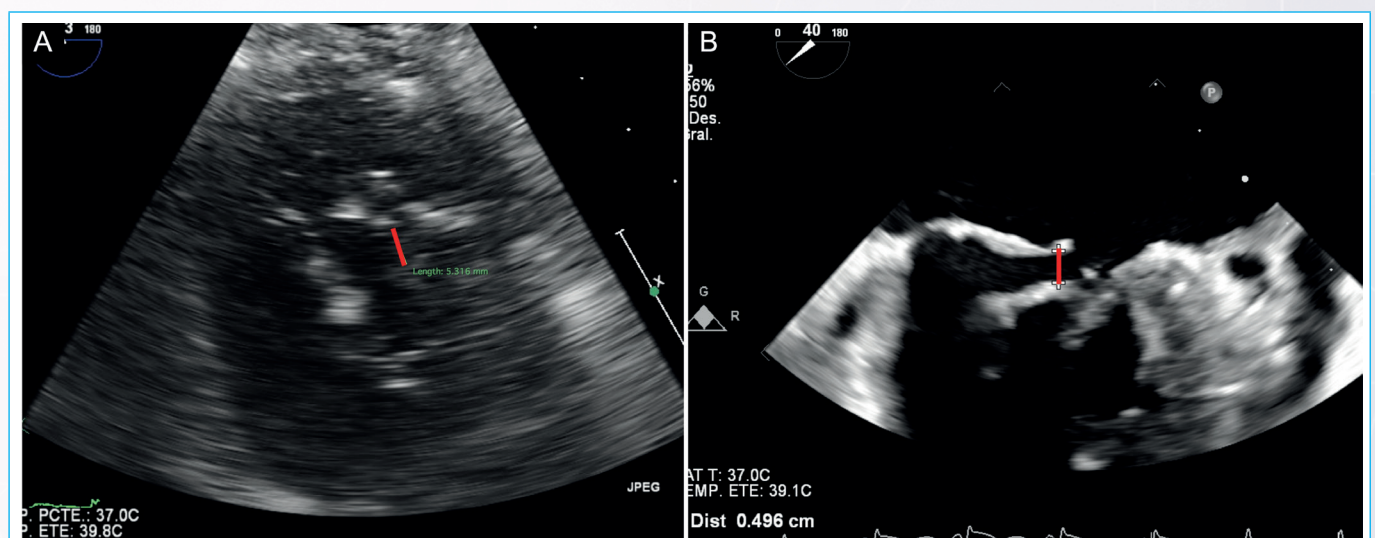 A
3 180
Length: 5.316 mm
x
JPEG
P. PCTE.: 37.0C
P. ETE: 39.8C
B
0 40 180
56%
50
Des.
Gral.
P
G
R
AT T: 37.0C
EMP. ETE: 39.1C
Dist 0.496 cm